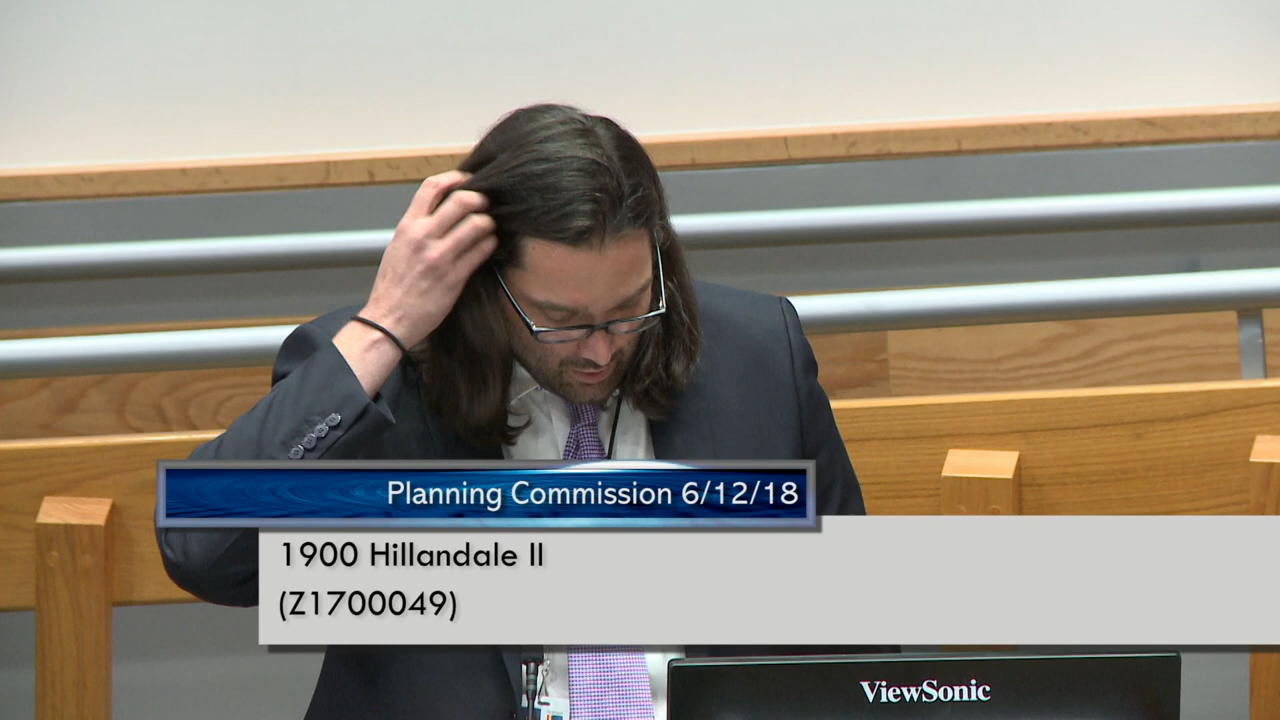 Planning Commission 6/12/18
1900 Hillandale II
(Z1700049)
ViewSonic